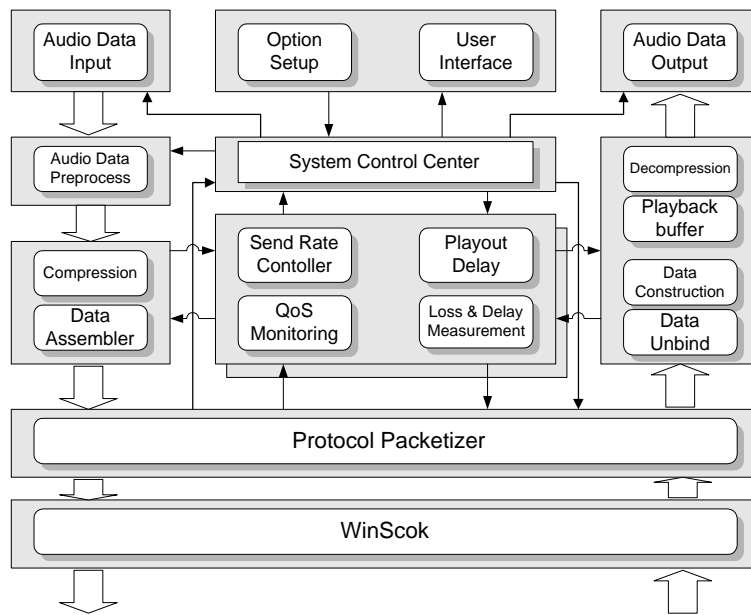 Audio Data
Input
Option
Setup
User
Interface
Audio Data
Output
Audio Data
Preprocess
System Control Center
Decompression
Playback
buffer
Compression
Data
Assembler
Send Rate
Contoller
Playout
Delay
QoS
Monitoring
Loss & Delay
Measurement
Data
Construction
Data
Unbind
Protocol Packetizer
WinScok